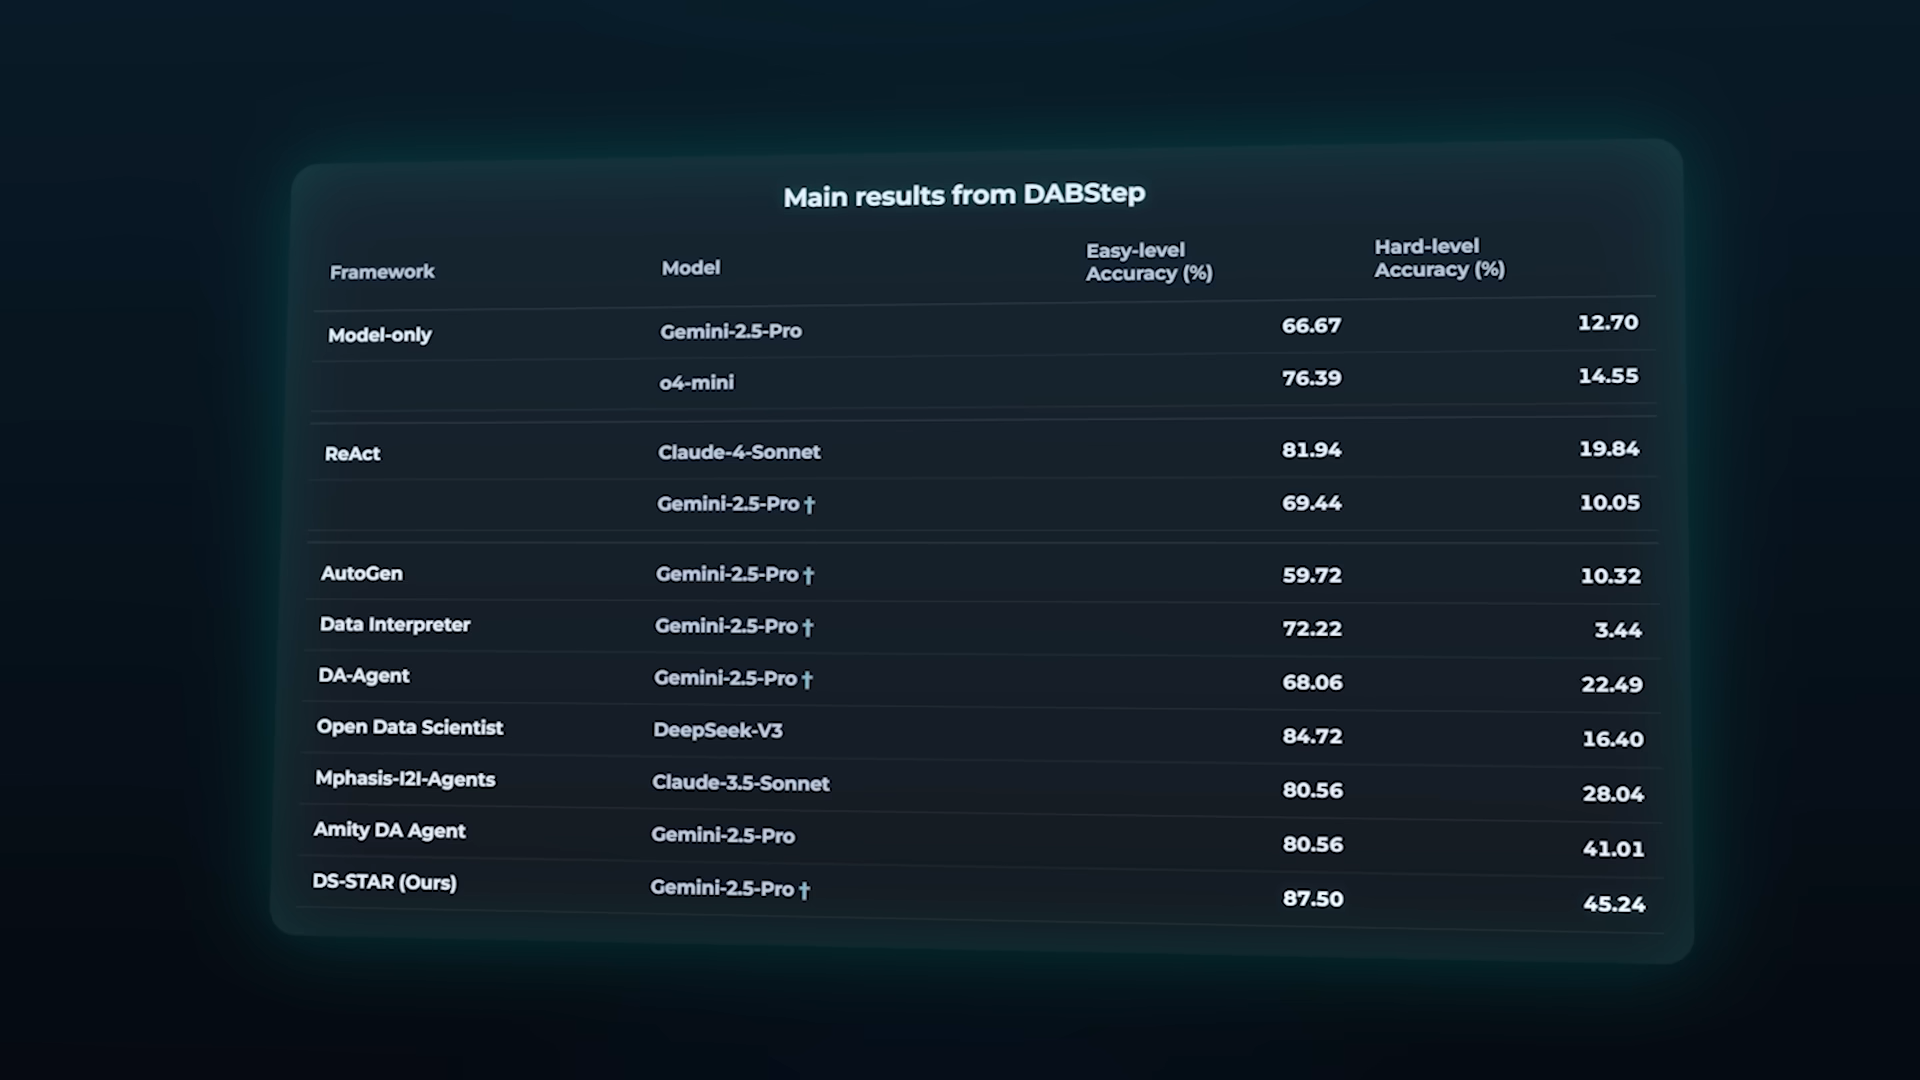 Main results from DABStep
Framework Model Easy-level Accuracy (%) Hard-level Accuracy (%)
Model-only Gemini-2.5-Pro 66.67 12.70
o4-mini 76.39 14.55
ReAct Claude-4-Sonnet 81.94 19.84
Gemini-2.5-Pro † 69.44 10.05
AutoGen Gemini-2.5-Pro † 59.72 10.32
Data Interpreter Gemini-2.5-Pro † 72.22 3.44
DA-Agent Gemini-2.5-Pro † 68.06 22.49
Open Data Scientist DeepSeek-V3 84.72 16.40
Mphasis-I2I-Agents Claude-3.5-Sonnet 80.56 28.04
Amity DA Agent Gemini-2.5-Pro 80.56 41.01
DS-STAR (Ours) Gemini-2.5-Pro † 87.50 45.24